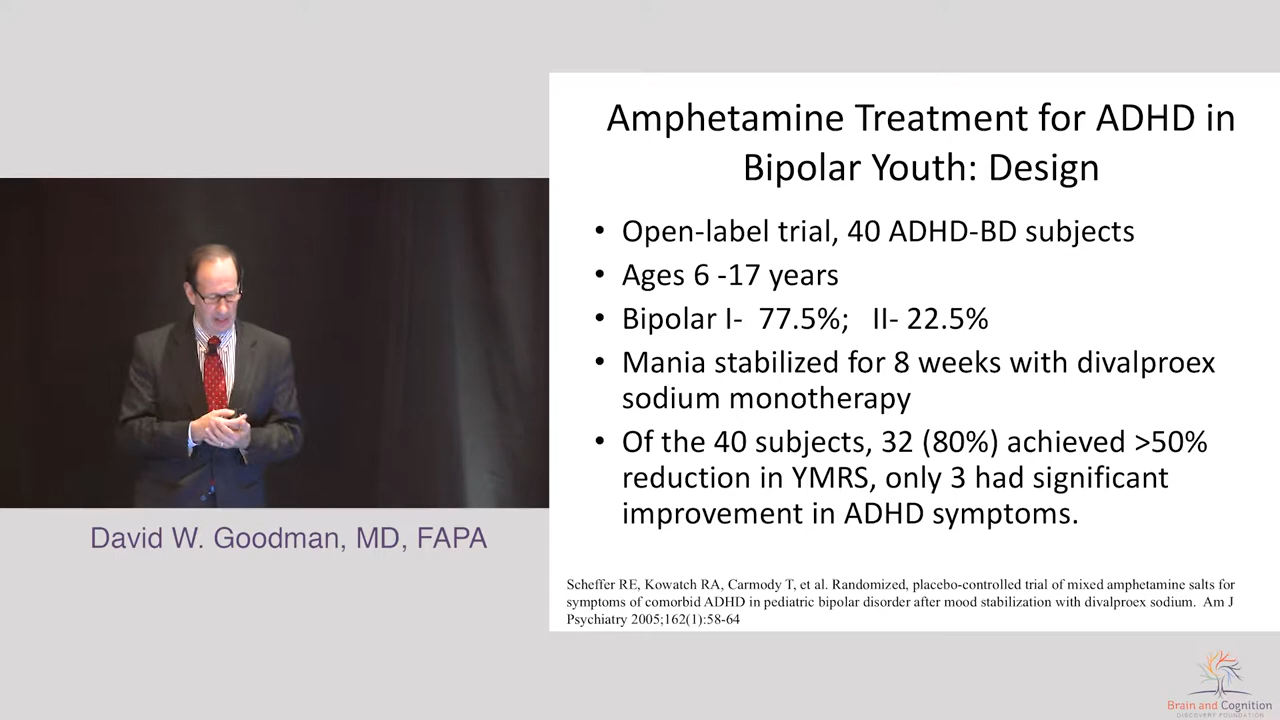 Amphetamine Treatment for ADHD in
Bipolar Youth: Design
• Open-label trial, 40 ADHD-BD subjects
• Ages 6 -17 years
• Bipolar I- 77.5%; II- 22.5%
• Mania stabilized for 8 weeks with divalproex
sodium monotherapy
• Of the 40 subjects, 32 (80%) achieved >50%
reduction in YMRS, only 3 had significant
improvement in ADHD symptoms.
Scheffer RE, Kowatch RA, Carmody T, et al. Randomized, placebo-controlled trial of mixed amphetamine salts for
symptoms of comorbid ADHD in pediatric bipolar disorder after mood stabilization with divalproex sodium. Am J
Psychiatry 2005;162(1):58-64
David W. Goodman, MD, FAPA
Brain and Cognition
DISCOVERY FOUNDATION